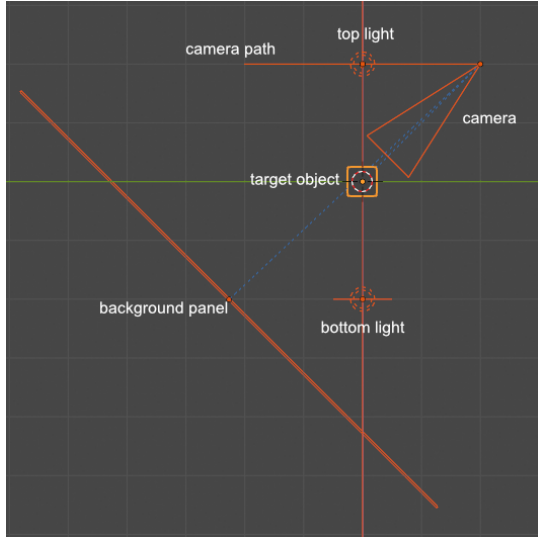 top light
camera path
camera
target object
background panel
bottom light